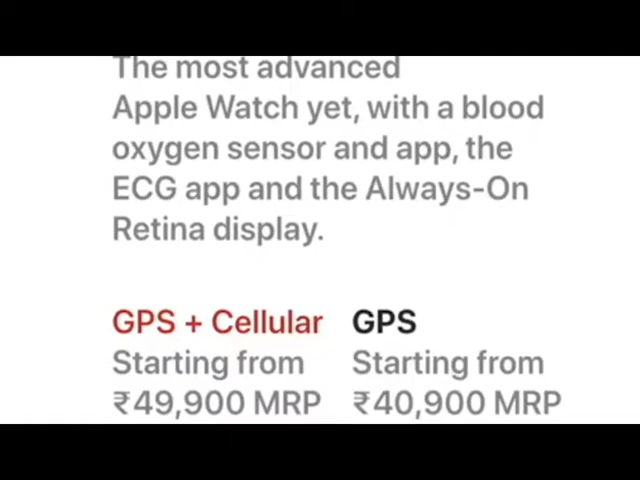 The most advanced
Apple Watch yet, with a blood
oxygen sensor and app, the
ECG app and the Always-On
Retina display.
GPS + Cellular GPS
Starting from Starting from
₹49,900 MRP ₹40,900 MRP